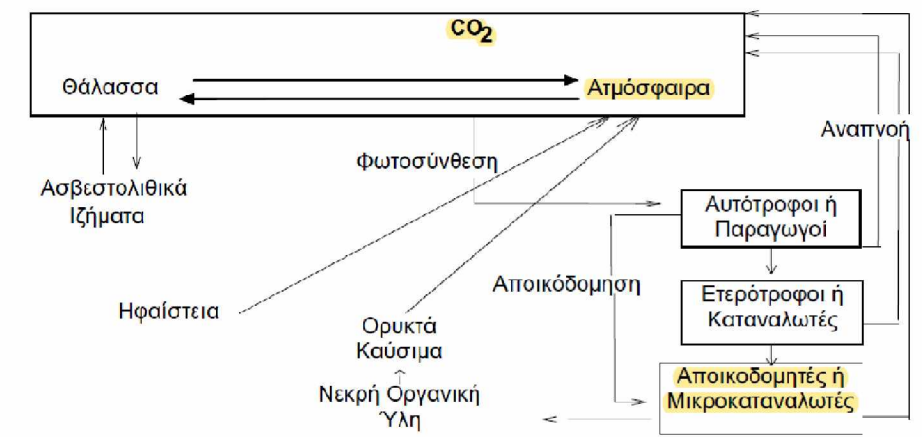 CO2
Θάλασσα
Ατμόσφαιρα
Αναπνοή
Φωτοσύνθεση
Ασβεστολιθικά
Ιζήματα
Αυτότροφοι ή
Παραγωγοί
Αποικόδομηση
Ετερότροφοι ή
Καταναλωτές
Ηφαίστεια
Ορυκτά
Καύσιμα
Αποικοδομητές ή
Μικροκαταναλωτές
Νεκρή Οργανική
Ύλη